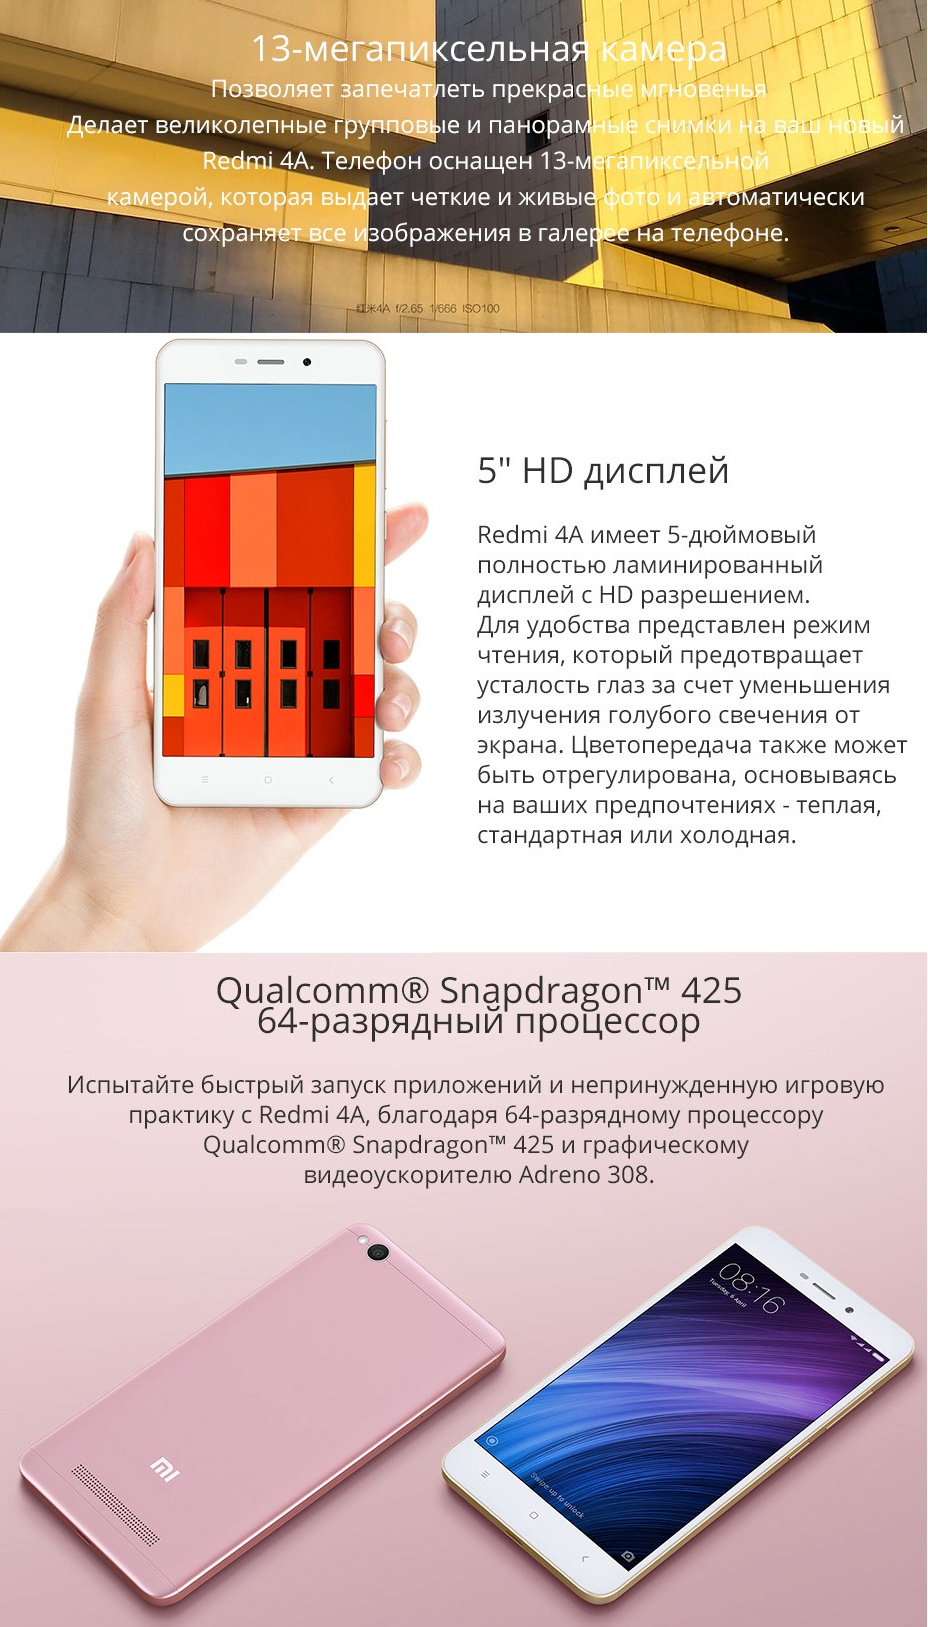 13-мегапиксельная камера
Позволяет запечатлеть прекрасные мгновенья
Делает великолепные групповые и панорамные снимки на ваш новый
Redmi 4A. Телефон оснащен 13-мегапиксельной
камерой, которая выдает четкие и живые фото и автоматически
сохраняет все изображения в галерее на телефоне.
红米4A f/2.65 1/666 ISO100
5" HD дисплей
Redmi 4A имеет 5-дюймовый
полностью ламинированный
дисплей с HD разрешением.
Для удобства представлен режим
чтения, который предотвращает
усталость глаз за счет уменьшения
излучения голубого свечения от
экрана. Цветопередача также может
быть отрегулирована, основываясь
на ваших предпочтениях - теплая,
стандартная или холодная.
Qualcomm® Snapdragon™ 425
64-разрядный процессор
Испытайте быстрый запуск приложений и непринужденную игровую
практику с Redmi 4A, благодаря 64-разрядному процессору
Qualcomm® Snapdragon™ 425 и графическому
видеоускорителю Adreno 308.
08:16
Tuesday, 6 April
mi
Swipe up to unlock